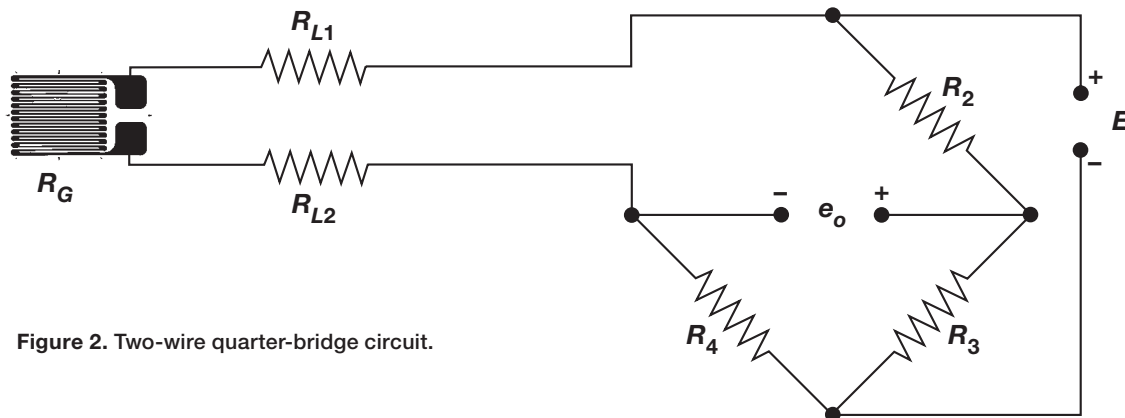 R_L1
R_2
+
E
−
R_G
R_L2
− e_o +
R_4
R_3
Figure 2. Two-wire quarter-bridge circuit.